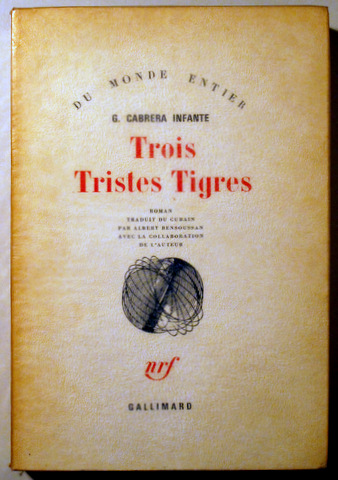 DU MONDE ENTIER
G. CABRERA INFANTE
Trois
Tristes Tigres
ROMAN
TRADUIT DU CUBAIN
PAR ALBERT BENSOUSSAN
AVEC LA COLLABORATION
DE L'AUTEUR
nrf
GALLIMARD